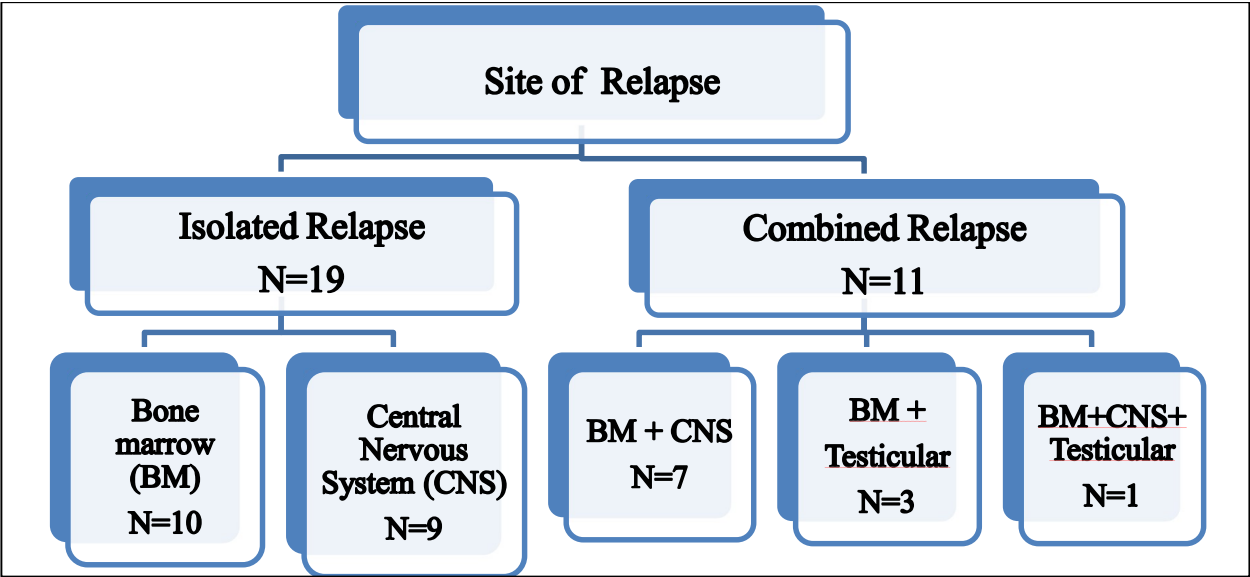 Site of Relapse
Isolated Relapse
N=19
Combined Relapse
N=11
Bone
marrow
(BM)
N=10
Central
Nervous
System (CNS)
N=9
BM + CNS
N=7
BM +
Testicular
N=3
BM+CNS+
Testicular
N=1